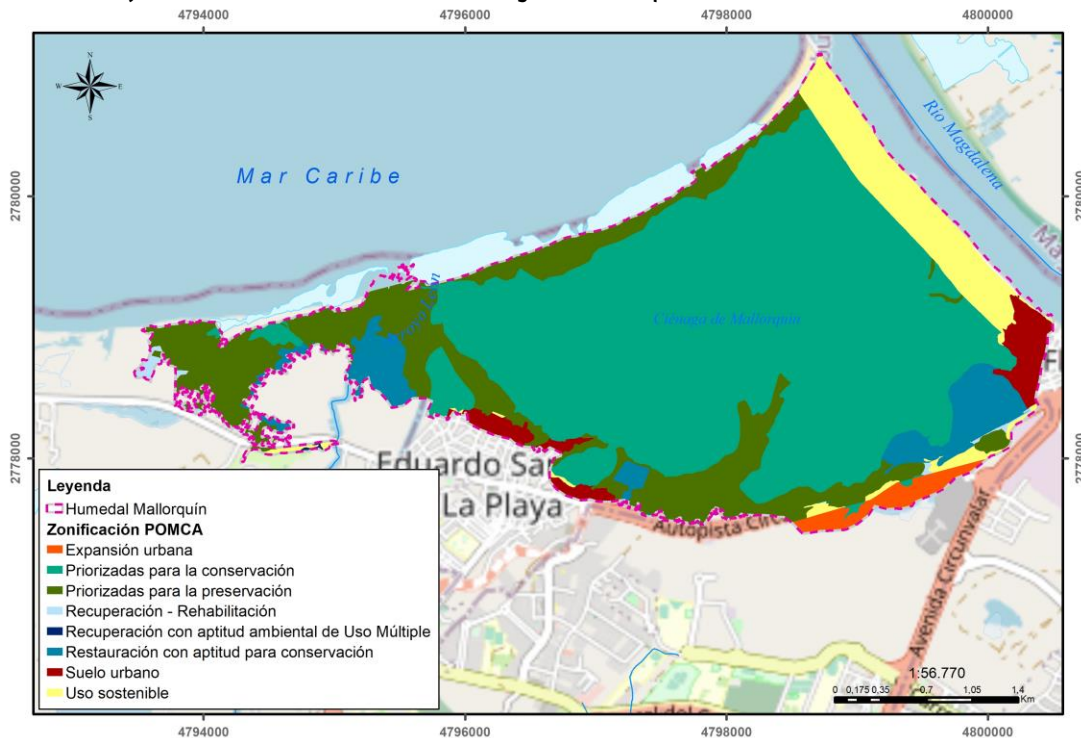 4794000
4796000
4798000
4800000
N
W
E
S
Mar Caribe
Río Magdalena
2780000
2780000
Ciénaga de Mallorquín
2778000
2778000
Eduardo Sa
La Playa
Autopista Circu
Avenida Circunvalar
Leyenda
Humedal Mallorquín
Zonificación POMCA
Expansión urbana
Priorizadas para la conservación
Priorizadas para la preservación
Recuperación - Rehabilitación
Recuperación con aptitud ambiental de Uso Múltiple
Restauración con aptitud para conservación
Suelo urbano
Uso sostenible
1:56.770
0 0,175 0,35 0,7 1,05 1,4
Km
4794000
4796000
4798000
4800000